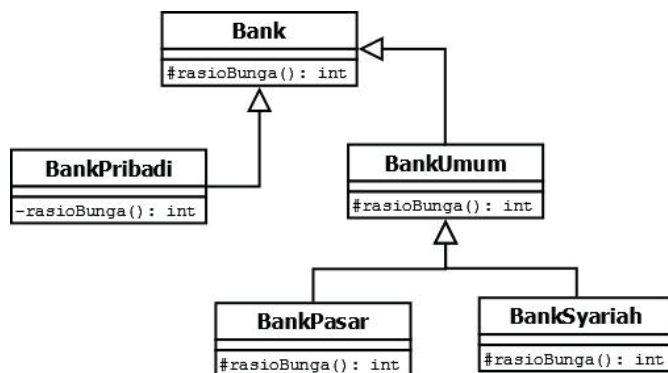 Bank
#rasioBunga(): int
BankPribadi
-rasioBunga(): int
BankUmum
#rasioBunga(): int
BankPasar
#rasioBunga(): int
BankSyariah
#rasioBunga(): int